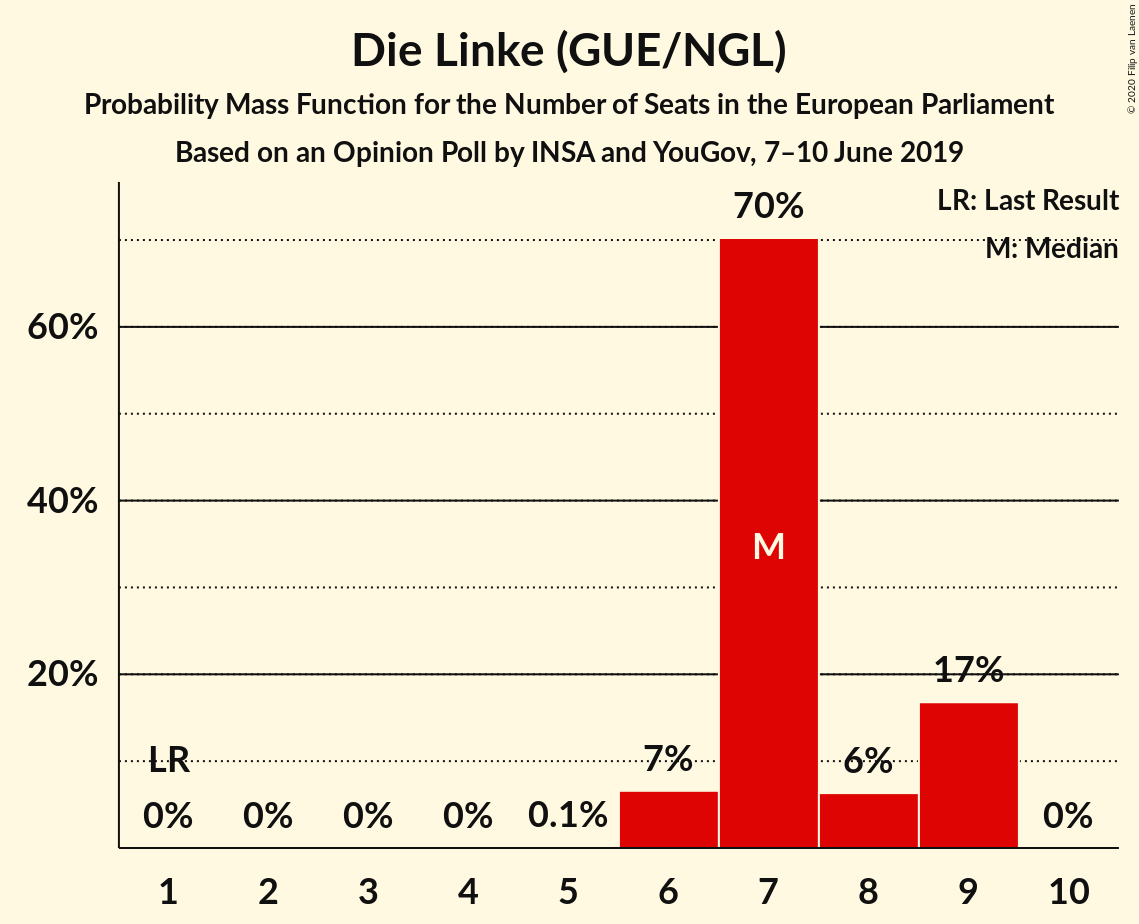 Die Linke (GUE/NGL)
Probability Mass Function for the Number of Seats in the European Parliament
Based on an Opinion Poll by INSA and YouGov, 7–10 June 2019
© 2020 Filip van Laenen
LR: Last Result
M: Median
70%
60%
40%
20%
M
LR
0%
0%
0%
0%
0.1%
7%
6%
17%
0%
1 2 3 4 5 6 7 8 9 10